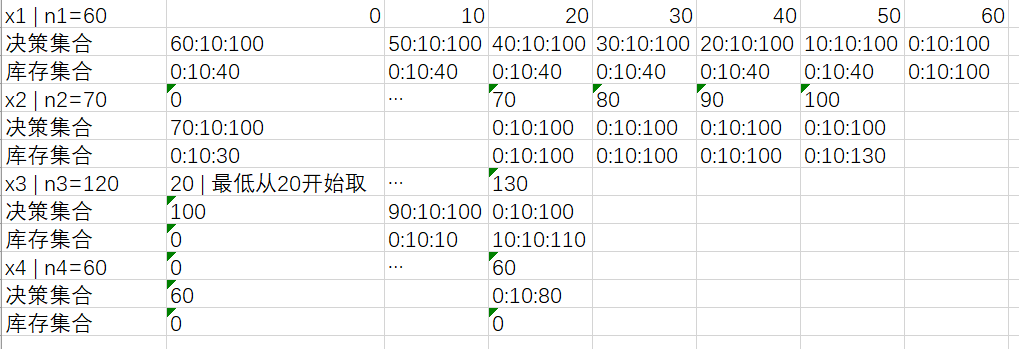 x1 | n1=60 0 10 20 30 40 50 60
决策集合 60:10:100 50:10:100 40:10:100 30:10:100 20:10:100 10:10:100 0:10:100
库存集合 0:10:40 0:10:40 0:10:40 0:10:40 0:10:40 0:10:40 0:10:100
x2 | n2=70 0 … 70 80 90 100
决策集合 70:10:100 0:10:100 0:10:100 0:10:100 0:10:100
库存集合 0:10:30 0:10:100 0:10:100 0:10:100 0:10:130
x3 | n3=120 20 | 最低从20开始取 … 130
决策集合 100 90:10:100 0:10:100
库存集合 0 0:10:10 10:10:110
x4 | n4=60 0 … 60
决策集合 60 0:10:80
库存集合 0 0